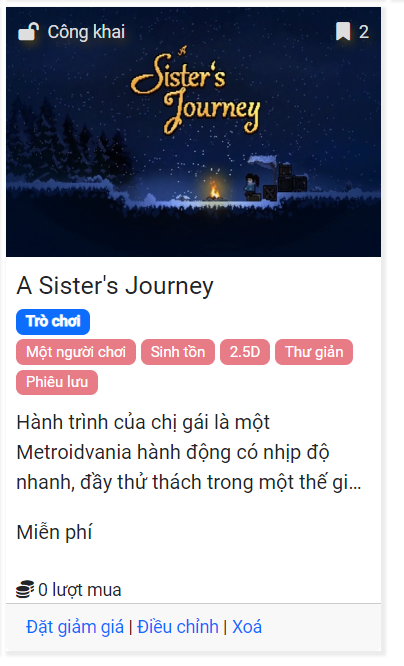 Công khai
2
A
Sister's
Journey
A Sister's Journey
Trò chơi
Một người chơi Sinh tồn 2.5D Thư giản
Phiêu lưu
Hành trình của chị gái là một
Metroidvania hành động có nhịp độ
nhanh, đầy thử thách trong một thế gi...
Miễn phí
0 lượt mua
Đặt giảm giá | Điều chỉnh | Xoá